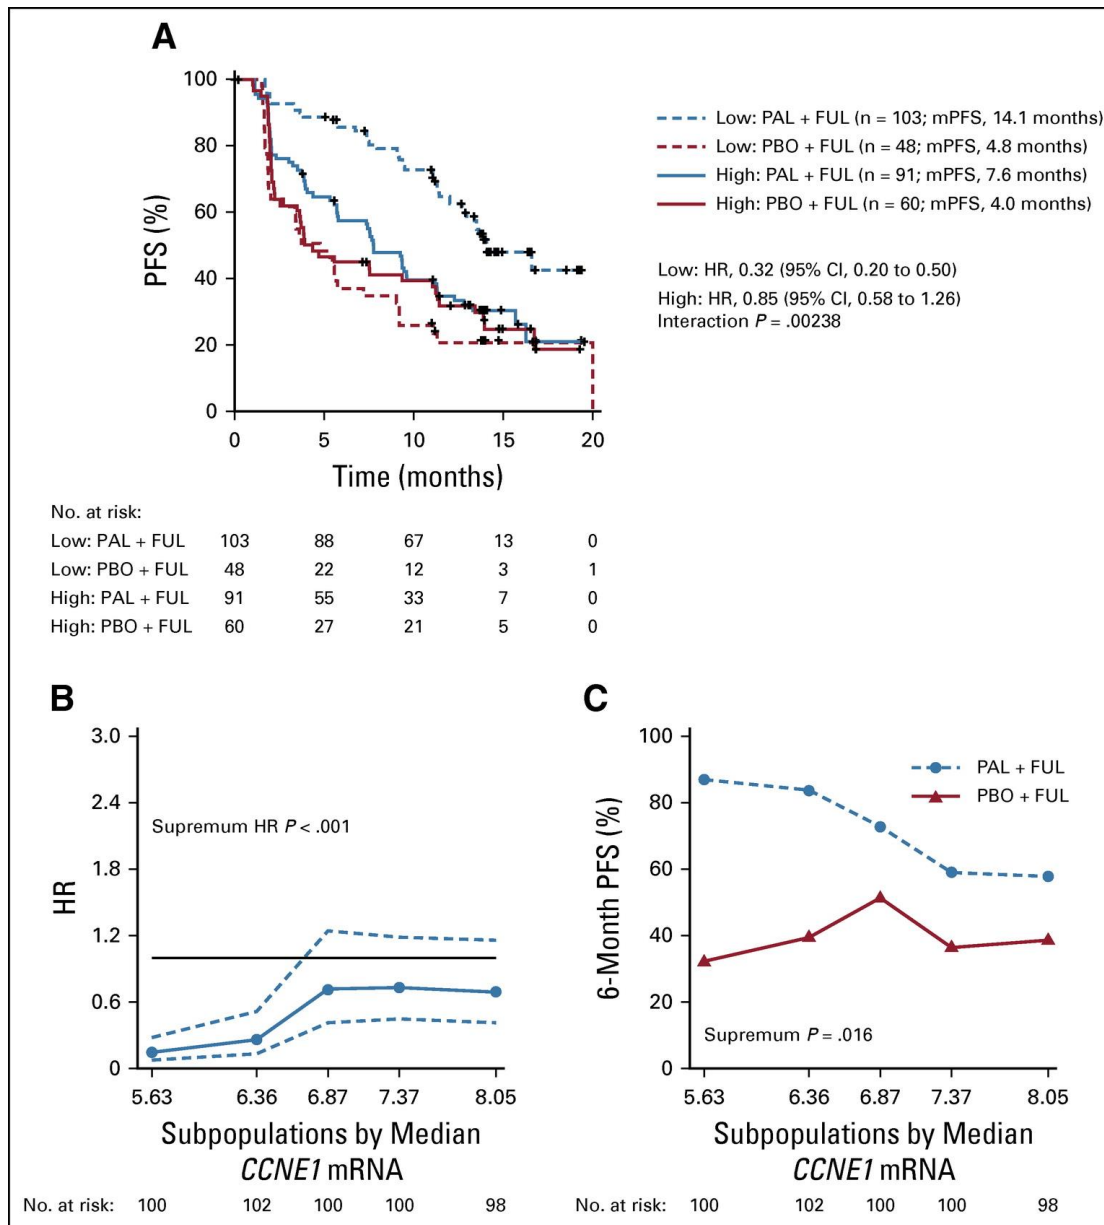 A
PFS (%)
100
80
60
40
20
0
0 5 10 15 20
Time (months)
Low: PAL + FUL (n = 103; mPFS, 14.1 months)
Low: PBO + FUL (n = 48; mPFS, 4.8 months)
High: PAL + FUL (n = 91; mPFS, 7.6 months)
High: PBO + FUL (n = 60; mPFS, 4.0 months)
Low: HR, 0.32 (95% CI, 0.20 to 0.50)
High: HR, 0.85 (95% CI, 0.58 to 1.26)
Interaction P = .00238
No. at risk:
Low: PAL + FUL 103 88 67 13 0
Low: PBO + FUL 48 22 12 3 1
High: PAL + FUL 91 55 33 7 0
High: PBO + FUL 60 27 21 5 0
B
HR
3.0
2.4
1.8
1.2
0.6
0
Supremum HR P < .001
5.63 6.36 6.87 7.37 8.05
Subpopulations by Median
CCNE1 mRNA
No. at risk: 100 102 100 100 98
C
6-Month PFS (%)
100
80
60
40
20
0
PAL + FUL
PBO + FUL
Supremum P = .016
5.63 6.36 6.87 7.37 8.05
Subpopulations by Median
CCNE1 mRNA
No. at risk: 100 102 100 100 98